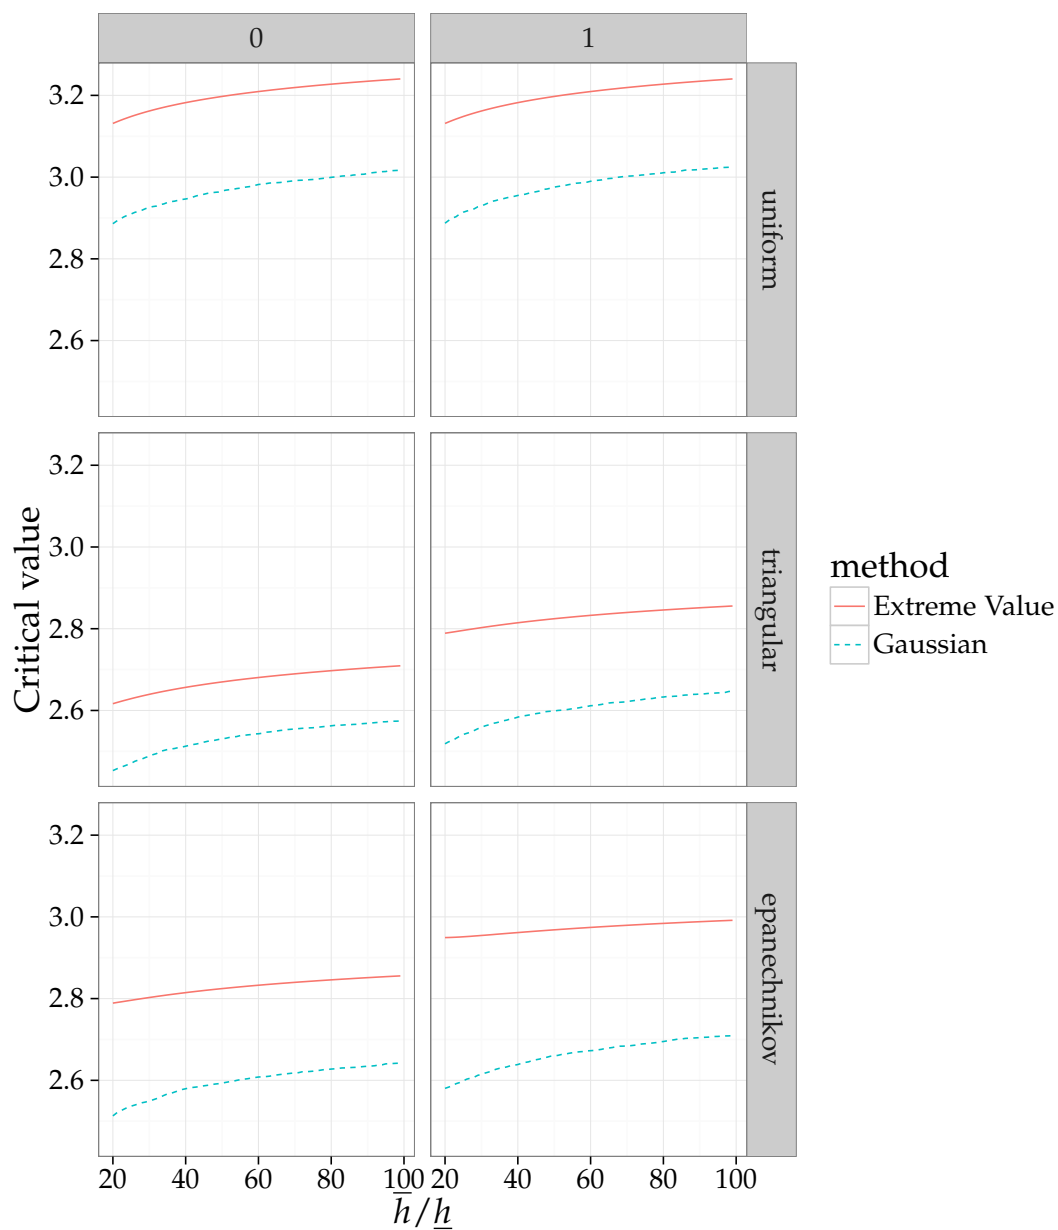 0
1
3.2
3.0
2.8
2.6
uniform
3.2
3.0
2.8
2.6
triangular
3.2
3.0
2.8
2.6
epanechnikov
Critical value
20 40 60 80 100
20 40 60 80 100
h̅/h̲
method
Extreme Value
Gaussian